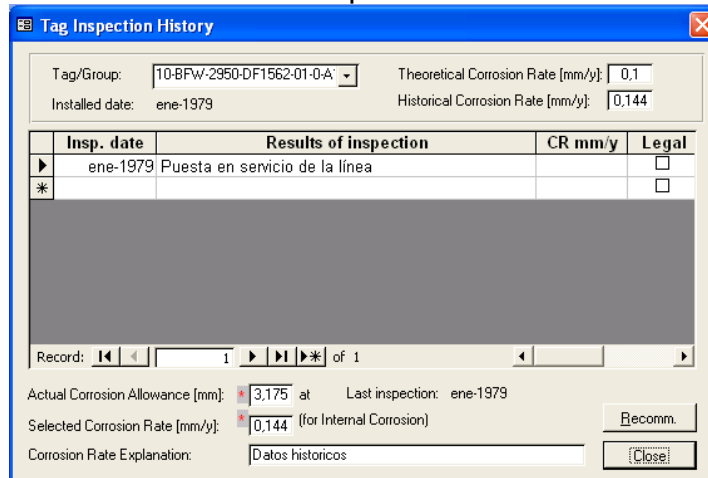 Tag Inspection History
Tag/Group: 10-BFW-2950-DF1562-01-0-A Theoretical Corrosion Rate [mm/y]: 0,1
Installed date: ene-1979 Historical Corrosion Rate [mm/y]: 0,144
Insp. date Results of inspection CR mm/y Legal
ene-1979 Puesta en servicio de la línea
Record: 1 of 1
Actual Corrosion Allowance [mm]: * 3,175 at Last inspection: ene-1979
Selected Corrosion Rate [mm/y]: * 0,144 (for Internal Corrosion)
Recomm.
Corrosion Rate Explanation: Datos historicos Close